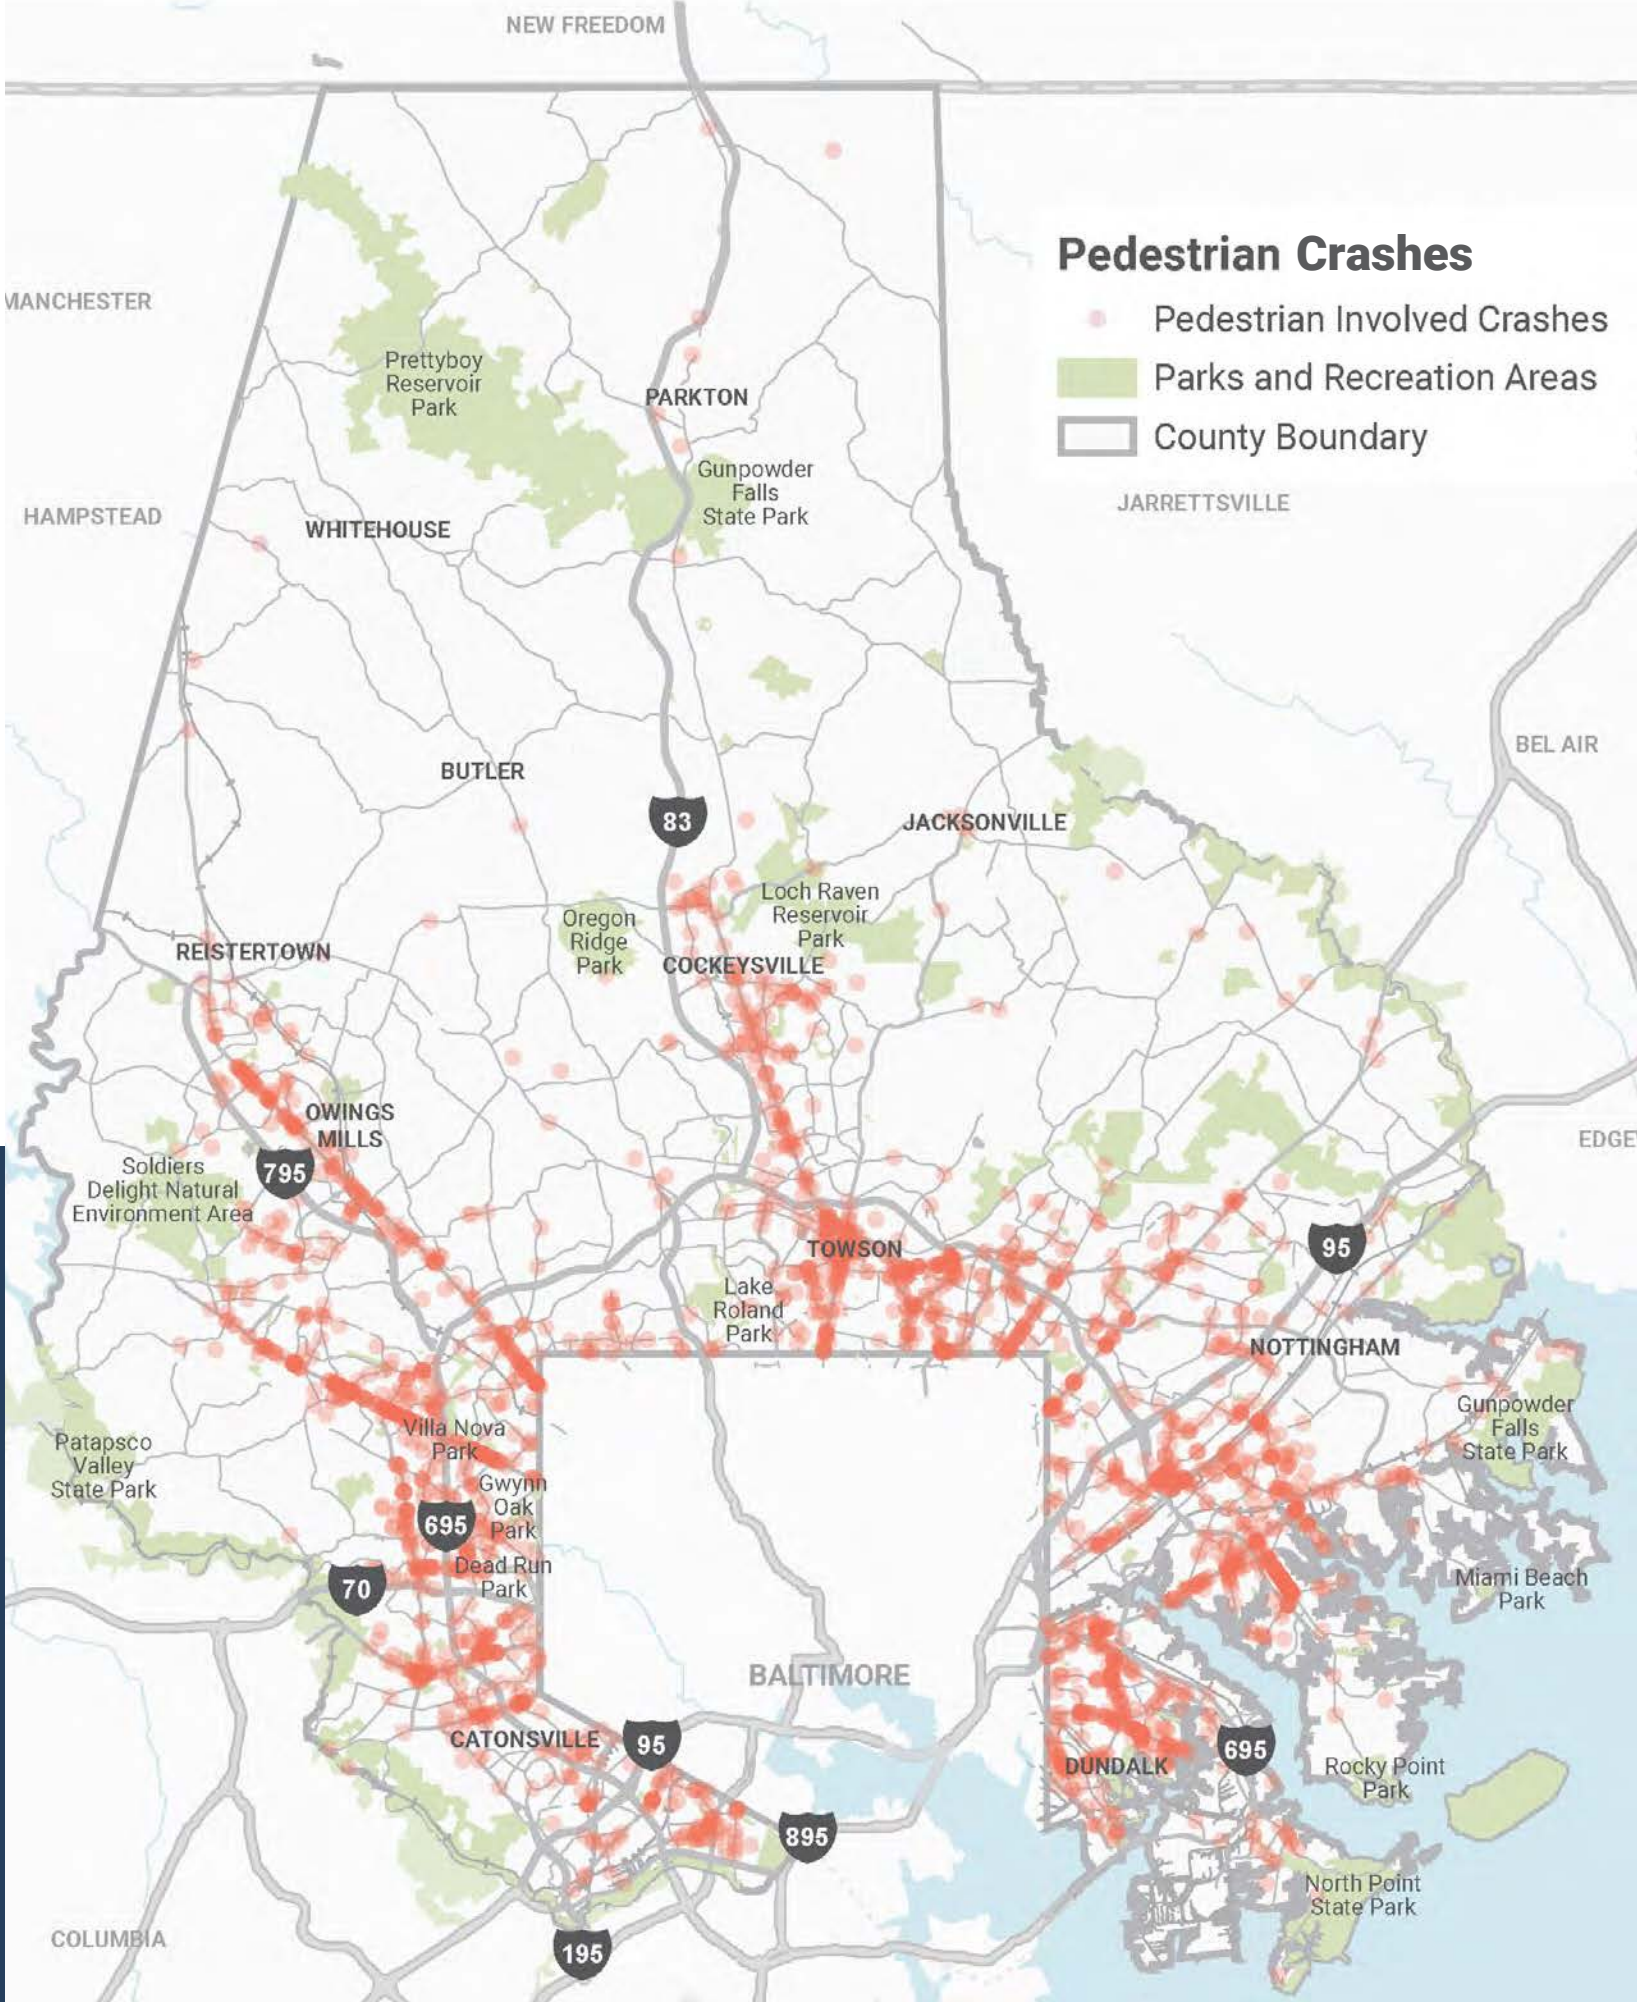 NEW FREEDOM
Pedestrian Crashes
Pedestrian Involved Crashes
Parks and Recreation Areas
County Boundary
MANCHESTER
Prettyboy
Reservoir
Park
PARKTON
Gunpowder
Falls
State Park
JARRETTSVILLE
HAMPSTEAD
WHITEHOUSE
BEL AIR
BUTLER
83
JACKSONVILLE
Loch Raven
Reservoir
Park
Oregon
Ridge
Park
REISTERTOWN
COCKEYSVILLE
OWINGS
MILLS
EDGE
795
Soldiers
Delight Natural
Environment Area
95
TOWSON
Lake
Roland
Park
NOTTINGHAM
Gunpowder
Falls
State Park
Villa Nova
Park
Patapsco
Valley
State Park
Gwynn
Oak
Park
695
Dead Run
Park
70
Miami Beach
Park
BALTIMORE
CATONSVILLE
95
695
DUNDALK
Rocky Point
Park
895
North Point
State Park
COLUMBIA
195